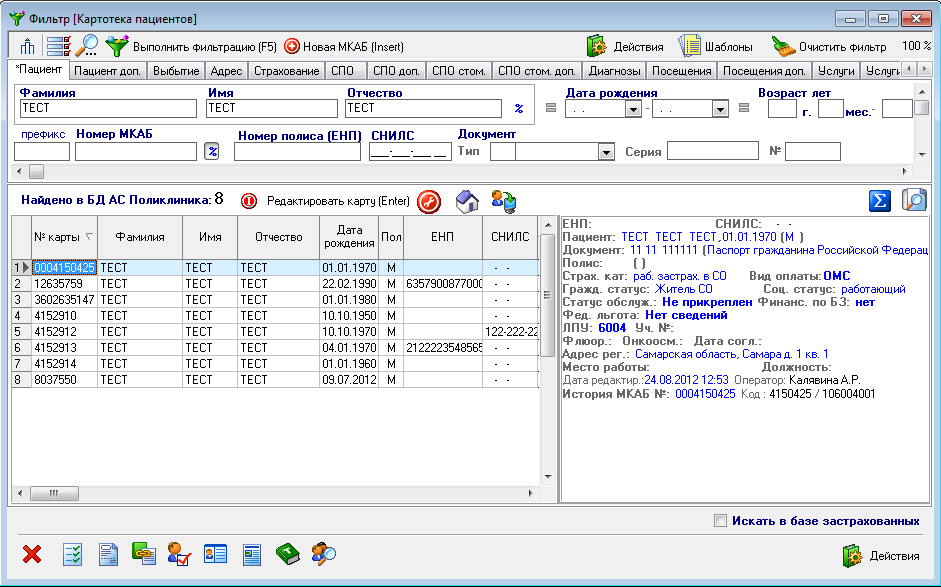 Фильтр [Картотека пациентов]
Выполнить фильтрацию (F5) Новая МКАБ (Insert) Действия Шаблоны Очистить фильтр 100 %
*Пациент Пациент доп. Выбытие Адрес Страхование СПО СПО доп. СПО стом. СПО стом. доп. Диагнозы Посещения Посещения доп. Услуги Услуги
Фамилия Имя Отчество Дата рождения Возраст лет
ТЕСТ ТЕСТ ТЕСТ % = . . - . . = г. мес.-
префикс Номер МКАБ Номер полиса (ЕНП) СНИЛС Документ
% ___-___-___ __ Тип Серия №
Найдено в БД АС Поликлиника: 8 Редактировать карту (Enter)
№ карты Фамилия Имя Отчество Дата рождения Пол ЕНП СНИЛС
1 0004150425 ТЕСТ ТЕСТ ТЕСТ 01.01.1970 М - -
2 12635759 ТЕСТ ТЕСТ ТЕСТ 22.02.1990 М 6357900877000 - -
3 3602635147 ТЕСТ ТЕСТ ТЕСТ 01.01.1980 М - -
4 4152910 ТЕСТ ТЕСТ ТЕСТ 10.10.1950 М - -
5 4152912 ТЕСТ ТЕСТ ТЕСТ 10.10.1970 М 122-222-22
6 4152913 ТЕСТ ТЕСТ ТЕСТ 04.01.1970 М 2122223548565 - -
7 4152914 ТЕСТ ТЕСТ ТЕСТ 01.01.1960 М - -
8 8037550 ТЕСТ ТЕСТ ТЕСТ 09.07.2012 М - -
ЕНП: СНИЛС: - -
Пациент: ТЕСТ ТЕСТ ТЕСТ,01.01.1970 (М )
Документ: 11 11 111111 (Паспорт гражданина Российской Федерац
Полис: ( )
Страх. кат: раб. застрах. в СО Вид оплаты:ОМС
Гражд. статус: Житель СО Соц. статус: работающий
Статус обслуж.: Не прикреплен Финанс. по БЗ: нет
Фед. льгота: Нет сведений
ЛПУ: 6004 Уч. №:
Флюор.: Онкоосм.: Дата согл.:
Адрес рег.: Самарская область, Самара д. 1 кв. 1
Место работы: Должность:
Дата редактир.:24.08.2012 12:53 Оператор: Калявина А.Р.
История МКАБ №: 0004150425 Код : 4150425 / 106004001
Искать в базе застрахованных
Действия